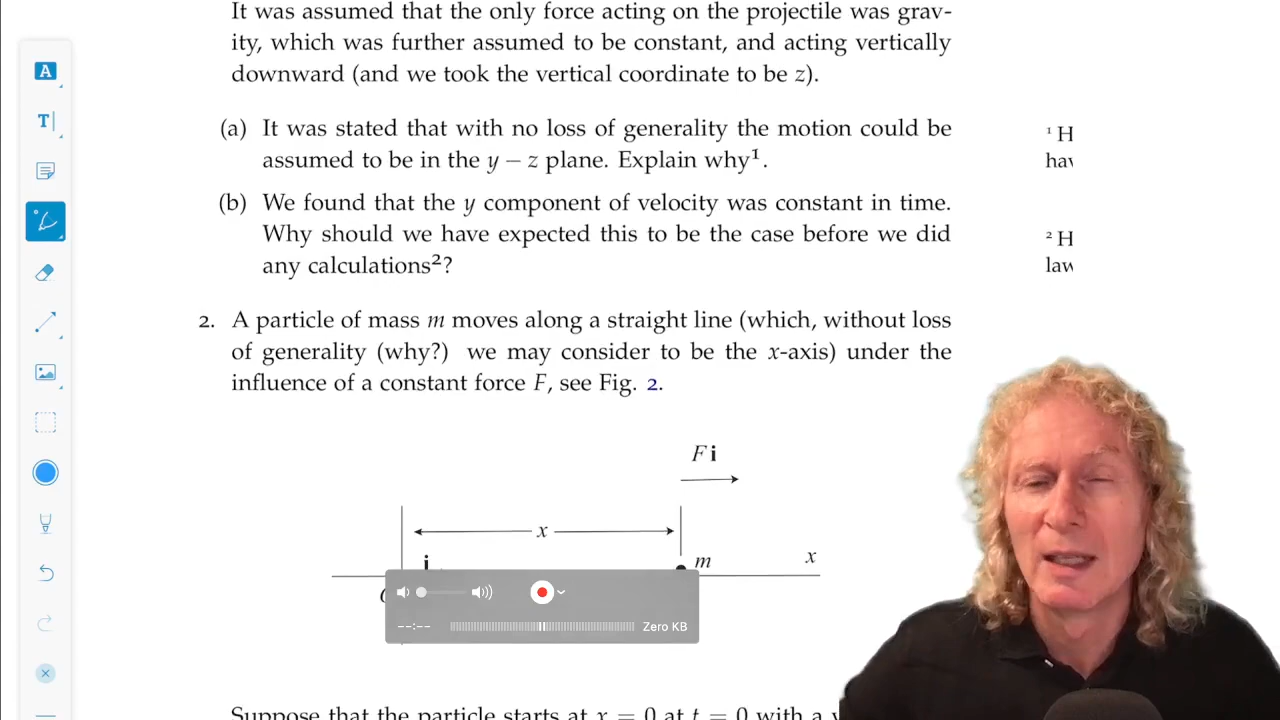 It was assumed that the only force acting on the projectile was grav-
ity, which was further assumed to be constant, and acting vertically
downward (and we took the vertical coordinate to be z).
(a) It was stated that with no loss of generality the motion could be
assumed to be in the y − z plane. Explain why¹.
¹ H
hav
(b) We found that the y component of velocity was constant in time.
Why should we have expected this to be the case before we did
any calculations²?
² H
law
2. A particle of mass m moves along a straight line (which, without loss
of generality (why?) we may consider to be the x-axis) under the
influence of a constant force F, see Fig. 2.
F i
x
i
m
x
--:--
Zero KB
Suppose that the particle starts at x = 0 at t = 0 with a
A
T